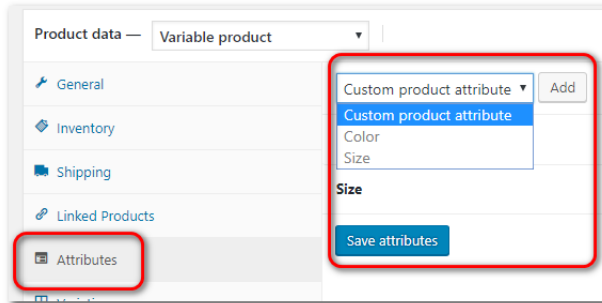 Product data — Variable product
General
Inventory
Shipping
Linked Products
Attributes
Custom product attribute Add
Custom product attribute
Color
Size
Size
Save attributes